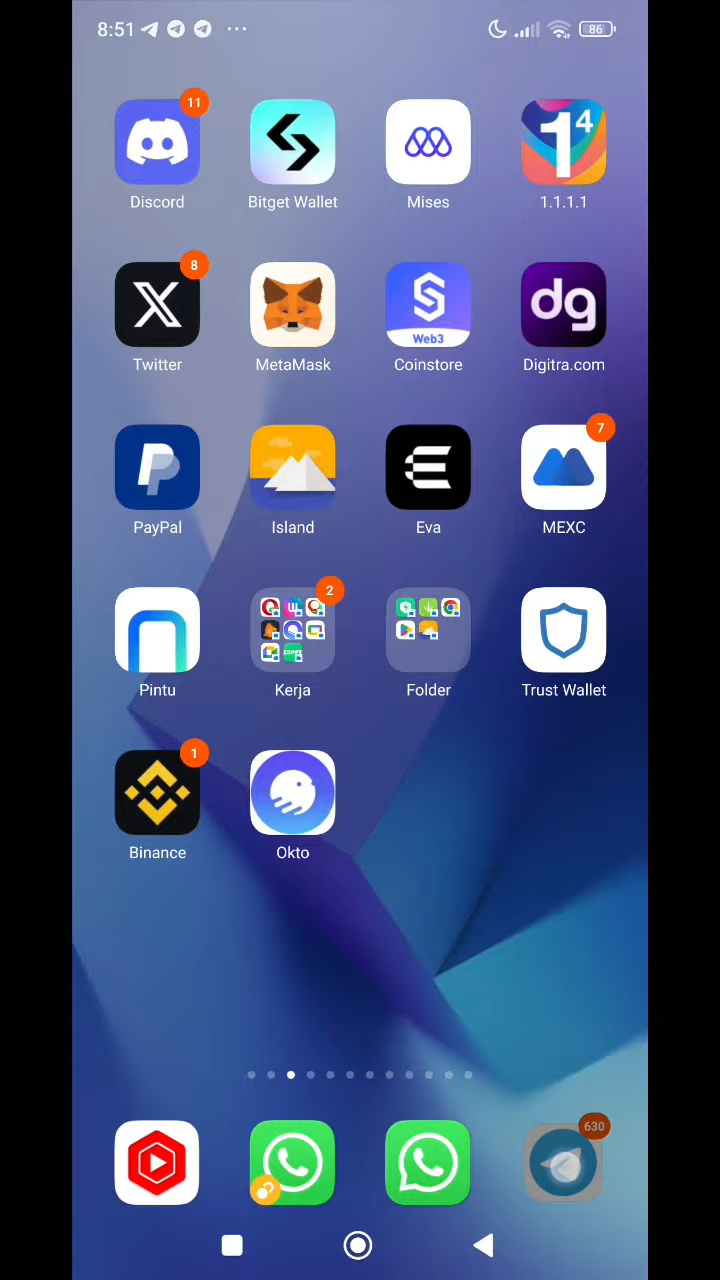 8:51 ... 86
11
Discord Bitget Wallet Mises 1.1.1.1
8
Web3
Twitter MetaMask Coinstore Digitra.com
7
PayPal Island Eva MEXC
2
Pintu Kerja Folder Trust Wallet
1
Binance Okto
630